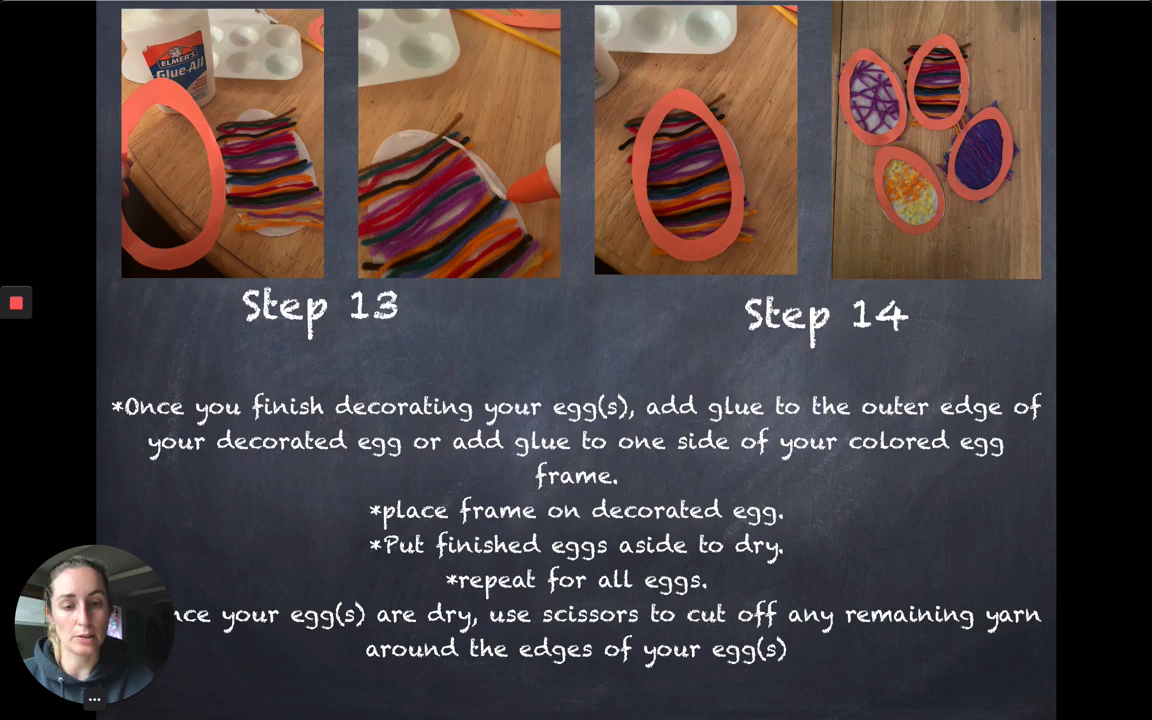 ELMER'S
Glue-All
Step 13
Step 14
*Once you finish decorating your egg(s), add glue to the outer edge of
your decorated egg or add glue to one side of your colored egg
frame.
*place frame on decorated egg.
*Put finished eggs aside to dry.
*repeat for all eggs.
your egg(s) are dry, use scissors to cut off any remaining yarn
around the edges of your egg(s)